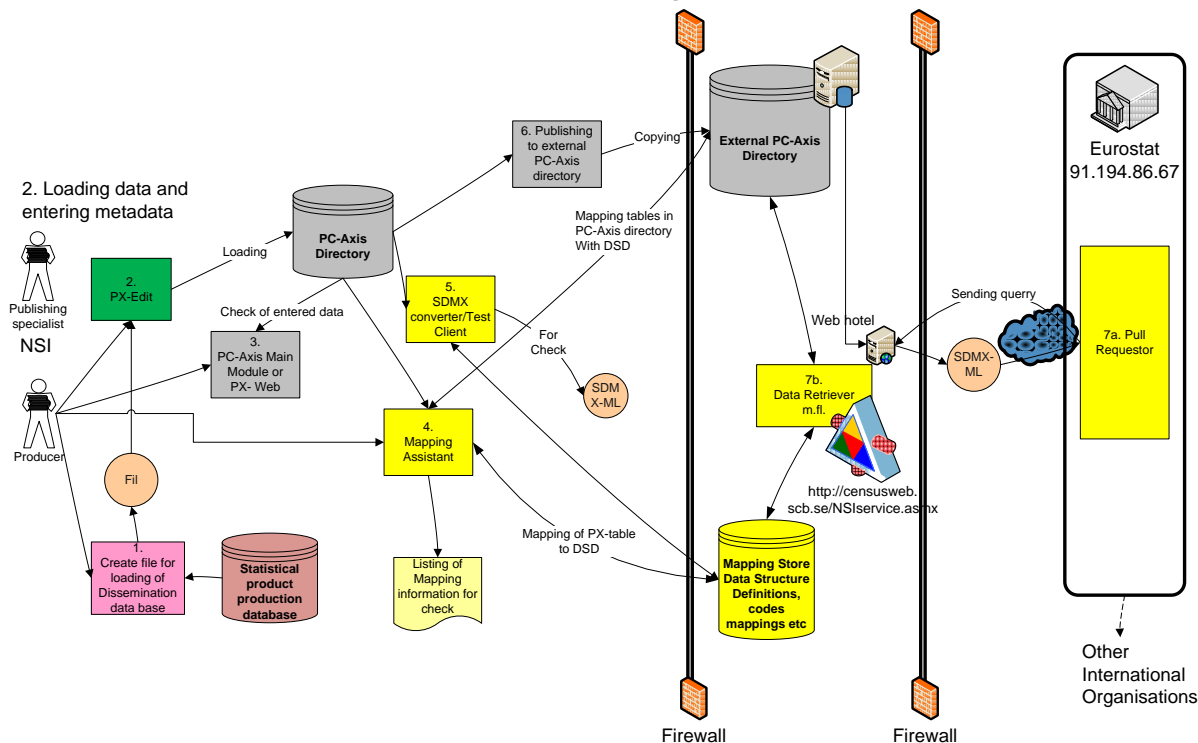 2. Loading data and
entering metadata
Publishing
specialist
NSI
Producer
2.
PX-Edit
Loading
PC-Axis
Directory
Check of entered data
3.
PC-Axis Main
Module or
PX- Web
Fil
1.
Create file for
loading of
Dissemination
data base
Statistical
product
production
database
6. Publishing
to external
PC-Axis
directory
Copying
5.
SDMX
converter/Test
Client
For
Check
SDM
X-ML
4.
Mapping
Assistant
Listing of
Mapping
information for
check
Mapping tables in
PC-Axis directory
With DSD
Mapping of PX-table
to DSD
External PC-Axis
Directory
Web hotel
7b.
Data Retriever
m.fl.
http://censusweb.
scb.se/NSIservice.asmx
Mapping Store
Data Structure
Definitions,
codes
mappings etc
Firewall
Firewall
Sending querry
SDMX-
ML
Eurostat
91.194.86.67
7a. Pull
Requestor
Other
International
Organisations